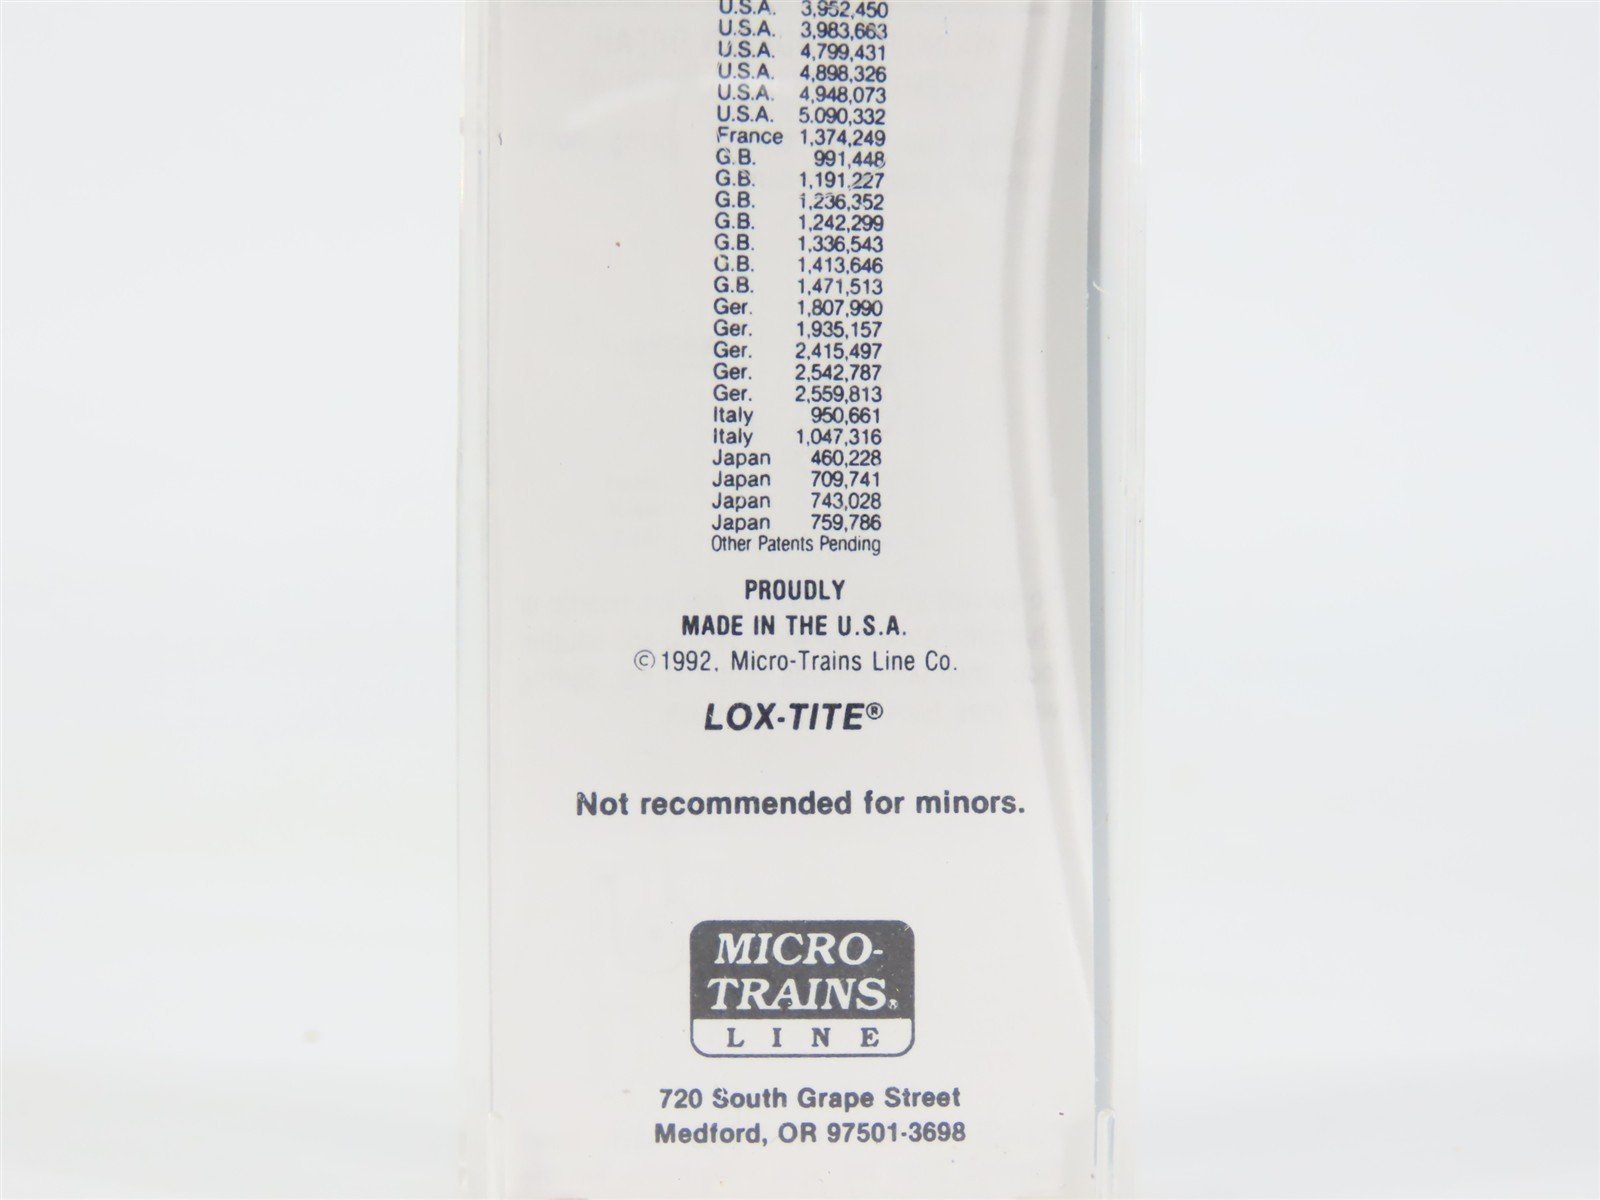 U.S.A. 3,952,450
U.S.A. 3,983,663
U.S.A. 4,799,431
U.S.A. 4,898,326
U.S.A. 4,948,073
U.S.A. 5.090,332
France 1,374,249
G.B. 991,448
G.B. 1,191,227
G.B. 1,236,352
G.B. 1,242,299
G.B. 1,336,543
G.B. 1,413,646
G.B. 1,471,513
Ger. 1,807,990
Ger. 1,935,157
Ger. 2,415,497
Ger. 2,542,787
Ger. 2,559,813
Italy 950,661
Italy 1,047,316
Japan 460,228
Japan 709,741
Japan 743,028
Japan 759,786
Other Patents Pending
PROUDLY
MADE IN THE U.S.A.
©1992. Micro-Trains Line Co.
LOX-TITE®
Not recommended for minors.
MICRO-
TRAINS®
LINE
720 South Grape Street
Medford, OR 97501-3698